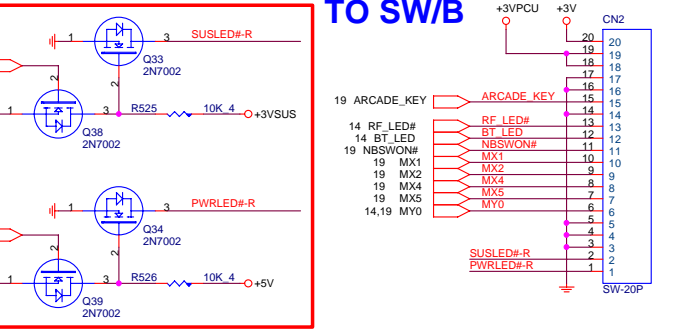 TO SW/B
+3VPCU +3V
CN2
1 3 SUSLED#-R
Q33
2N7002
2
2
1 3 R525 10K_4 +3VSUS
Q38
2N7002
1 3 PWRLED#-R
Q34
2N7002
2
2
1 3 R526 10K_4 +5V
Q39
2N7002
20 20
19 19
18 18
17 17
16 16
19 ARCADE_KEY ARCADE_KEY 15 15
14 14
14 RF_LED# RF_LED# 13 13
14 BT_LED BT_LED 12 12
19 NBSWON# NBSWON# 11 11
19 MX1 MX1 10 10
19 MX2 MX2 9 9
19 MX4 MX4 8 8
19 MX5 MX5 7 7
14,19 MY0 MY0 6 6
5 5
4 4
3 3
SUSLED#-R 2 2
PWRLED#-R 1 1
SW-20P